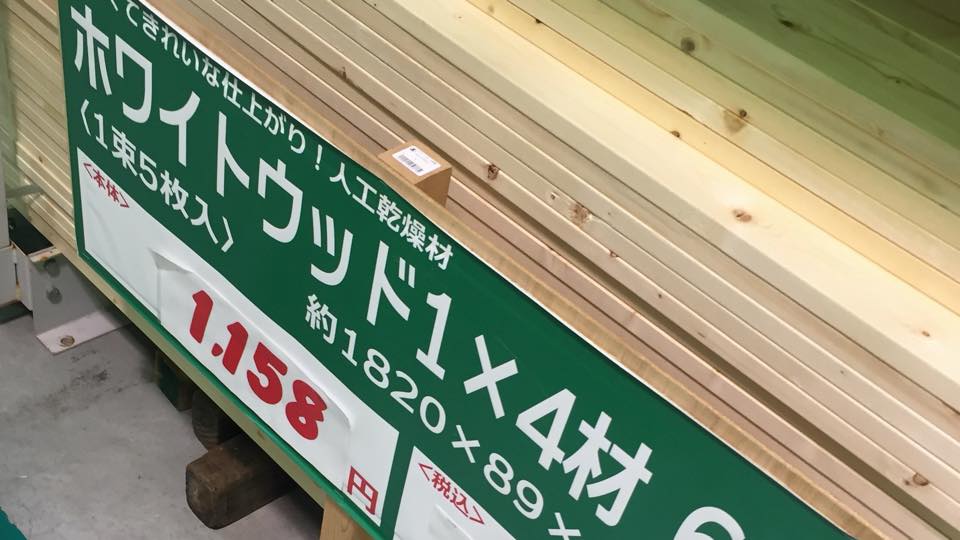 てきれいな仕上がり！人工乾燥材
ホワイトウッド1×4材
〈1束5枚入〉
約1820×89×
<本体>
1,158
円
<税込>